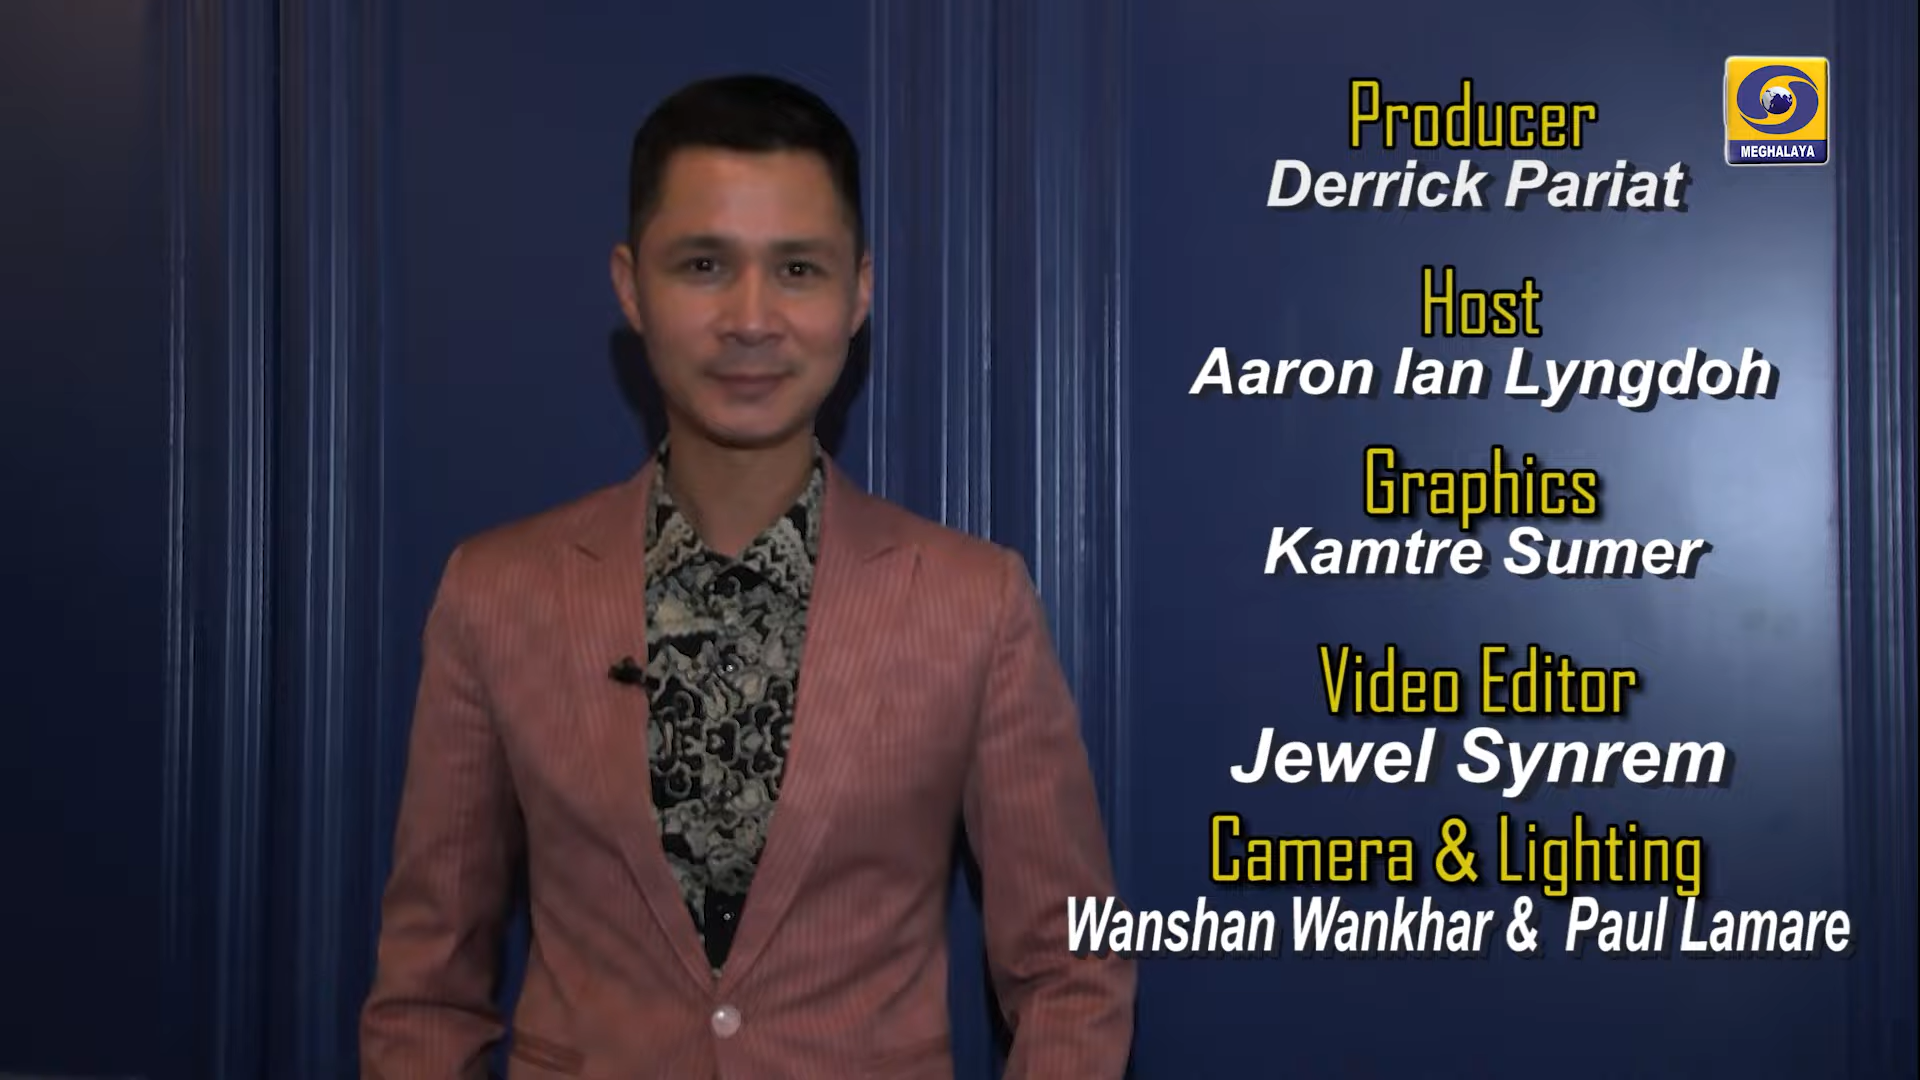 MEGHALAYA
Producer
Derrick Pariat
Host
Aaron Ian Lyngdoh
Graphics
Kamtre Sumer
Video Editor
Jewel Synrem
Camera & Lighting
Wanshan Wankhar & Paul Lamare